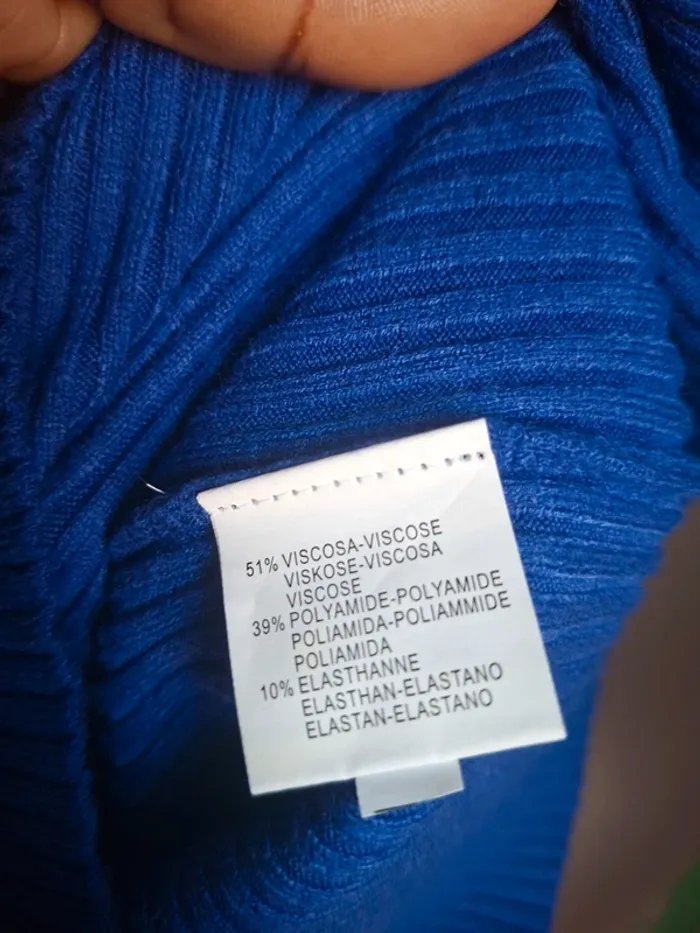 51% VISCOSA-VISCOSE
VISKOSE-VISCOSA
VISCOSE
39% POLYAMIDE-POLYAMIDE
POLIAMIDA-POLIAMMIDE
POLIAMIDA
10% ELASTHANNE
ELASTHAN-ELASTANO
ELASTAN-ELASTANO